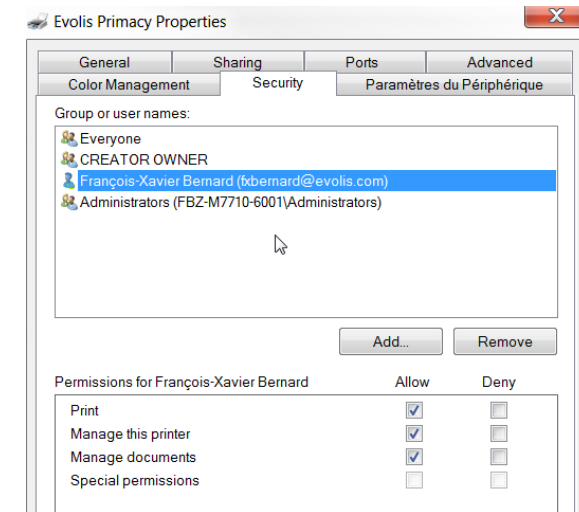 Evolis Primacy Properties
General Sharing Ports Advanced
Color Management Security Paramètres du Périphérique
Group or user names:
Everyone
CREATOR OWNER
François-Xavier Bernard (fxbernard@evolis.com)
Administrators (FBZ-M7710-6001\Administrators)
Add... Remove
Permissions for François-Xavier Bernard Allow Deny
Print
Manage this printer
Manage documents
Special permissions